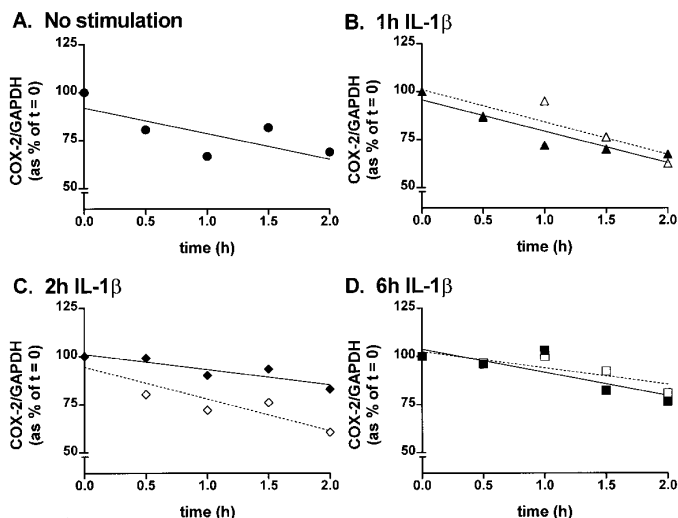 A. No stimulation
COX-2/GAPDH
(as % of t = 0)
125
100
75
50
0.0 0.5 1.0 1.5 2.0
time (h)
B. 1h IL-1β
COX-2/GAPDH
(as % of t = 0)
125
100
75
50
0.0 0.5 1.0 1.5 2.0
time (h)
C. 2h IL-1β
COX-2/GAPDH
(as % of t = 0)
125
100
75
50
0.0 0.5 1.0 1.5 2.0
time (h)
D. 6h IL-1β
COX-2/GAPDH
(as % of t = 0)
125
100
75
50
0.0 0.5 1.0 1.5 2.0
time (h)